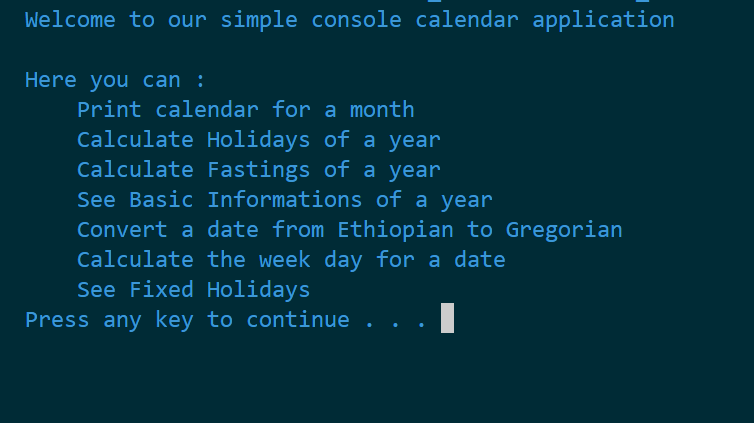 Welcome to our simple console calendar application
Here you can :
Print calendar for a month
Calculate Holidays of a year
Calculate Fastings of a year
See Basic Informations of a year
Convert a date from Ethiopian to Gregorian
Calculate the week day for a date
See Fixed Holidays
Press any key to continue . . .